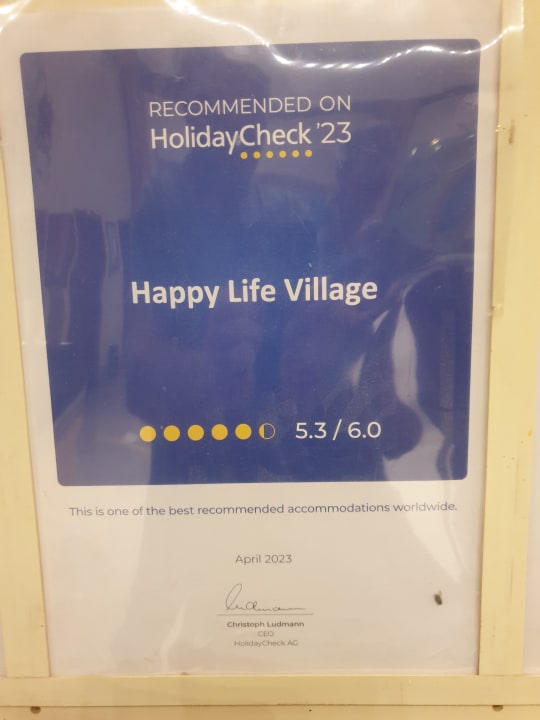 RECOMMENDED ON
HolidayCheck '23
Happy Life Village
5.3 / 6.0
This is one of the best recommended accommodations worldwide.
April 2023
Christoph Ludmann
CEO
HolidayCheck AG